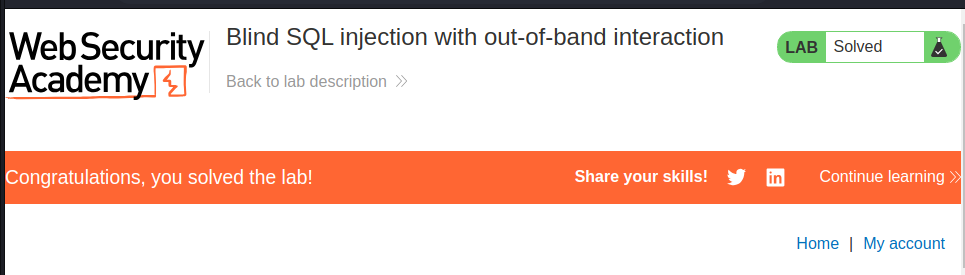 Web Security
Academy
Blind SQL injection with out-of-band interaction
Back to lab description
LAB Solved
Congratulations, you solved the lab!
Share your skills!
Continue learning
Home | My account